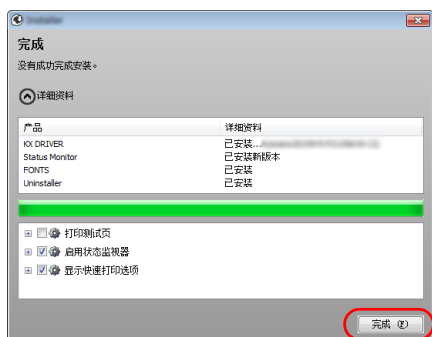 Installer
完成
没有成功完成安装。
详细资料
产品 详细资料
KX DRIVER 已安装...
Status Monitor 已安装新版本
FONTS 已安装
Uninstaller 已安装
打印测试页
启用状态监视器
显示快速打印选项
完成 (F)